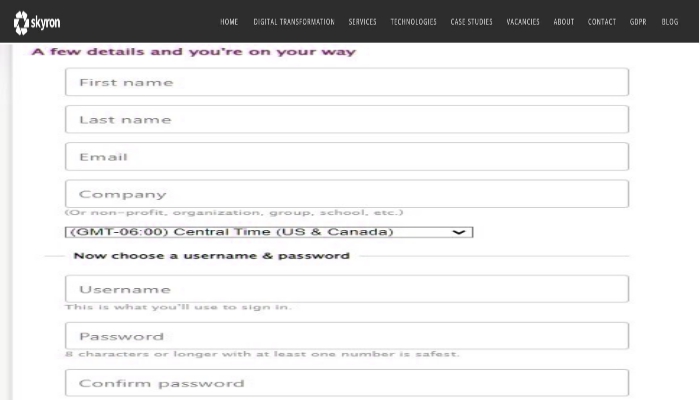 skyron
HOME DIGITAL TRANSFORMATION SERVICES TECHNOLOGIES CASE STUDIES VACANCIES ABOUT CONTACT GDPR BLOG
A few details and you're on your way
First name
Last name
Email
Company
(Or non-profit, organization, group, school, etc.)
(GMT-06:00) Central Time (US & Canada)
Now choose a username & password
Username
This is what you'll use to sign in.
Password
8 characters or longer with at least one number is safest.
Confirm password